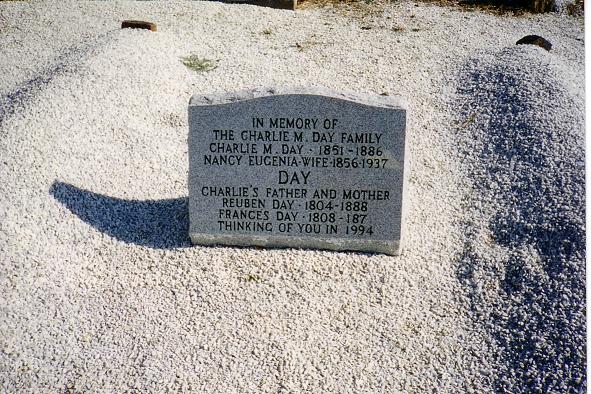 IN MEMORY OF
THE CHARLIE M. DAY FAMILY
CHARLIE M. DAY · 1851 - 1886
NANCY EUGENIA-WIFE-1856-1937
DAY
CHARLIE'S FATHER AND MOTHER
REUBEN DAY · 1804-1888
FRANCES DAY · 1808-187
THINKING OF YOU IN 1994